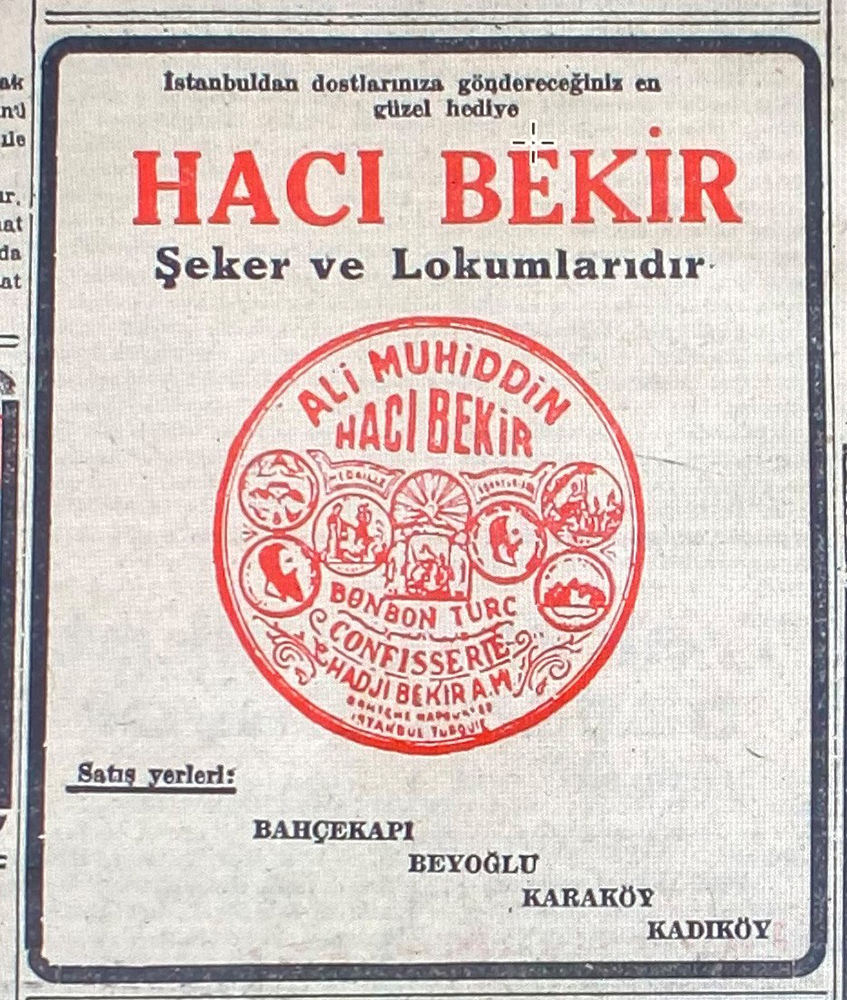 İstanbuldan dostlarınıza göndereceğiniz en
güzel hediye
HACI BEKİR
Şeker ve Lokumlarıdır
ALİ MUHİDDİN
HACI BEKİR
BONBON TURC
CONFISSERIE
HADJI BEKIR A.M.
ISTANBUL TURQUIE
Satış yerleri:
BAHÇEKAPI
BEYOĞLU
KARAKÖY
KADIKÖY